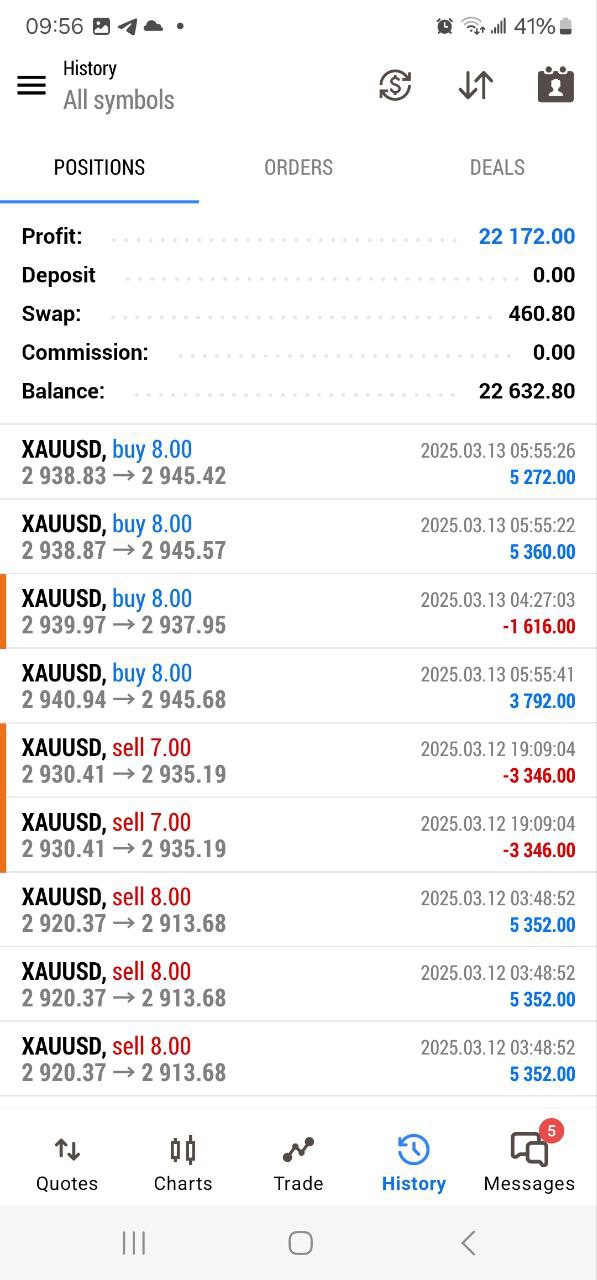 09:56 41%
History
All symbols
POSITIONS ORDERS DEALS
Profit: 22 172.00
Deposit 0.00
Swap: 460.80
Commission: 0.00
Balance: 22 632.80
XAUUSD, buy 8.00 2025.03.13 05:55:26
2 938.83 → 2 945.42 5 272.00
XAUUSD, buy 8.00 2025.03.13 05:55:22
2 938.87 → 2 945.57 5 360.00
XAUUSD, buy 8.00 2025.03.13 04:27:03
2 939.97 → 2 937.95 -1 616.00
XAUUSD, buy 8.00 2025.03.13 05:55:41
2 940.94 → 2 945.68 3 792.00
XAUUSD, sell 7.00 2025.03.12 19:09:04
2 930.41 → 2 935.19 -3 346.00
XAUUSD, sell 7.00 2025.03.12 19:09:04
2 930.41 → 2 935.19 -3 346.00
XAUUSD, sell 8.00 2025.03.12 03:48:52
2 920.37 → 2 913.68 5 352.00
XAUUSD, sell 8.00 2025.03.12 03:48:52
2 920.37 → 2 913.68 5 352.00
XAUUSD, sell 8.00 2025.03.12 03:48:52
2 920.37 → 2 913.68 5 352.00
5
Quotes Charts Trade History Messages